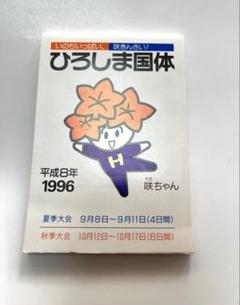 いのちいっぱい、 咲きんさい!
ひろしま国体
平成8年
1996
H
さき
咲ちゃん
夏季大会 9月8日〜9月11日(4日間)
秋季大会 10月12日〜10月17日(6日間)